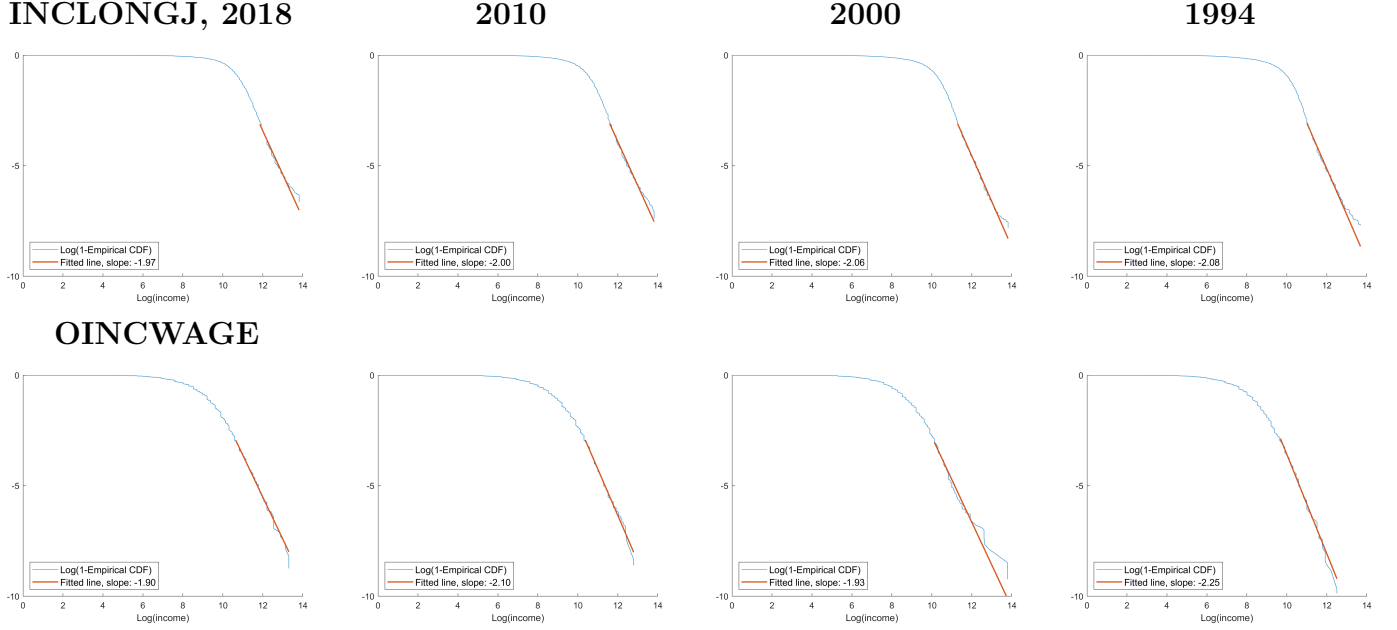 INCLONGJ, 2018 2010 2000 1994
0
-5
-10
0 2 4 6 8 10 12 14
Log(income)
Log(1-Empirical CDF)
Fitted line, slope: -1.97
0
-5
-10
0 2 4 6 8 10 12 14
Log(income)
Log(1-Empirical CDF)
Fitted line, slope: -2.00
0
-5
-10
0 2 4 6 8 10 12 14
Log(income)
Log(1-Empirical CDF)
Fitted line, slope: -2.06
0
-5
-10
0 2 4 6 8 10 12 14
Log(income)
Log(1-Empirical CDF)
Fitted line, slope: -2.08
OINCWAGE
0
-5
-10
0 2 4 6 8 10 12 14
Log(income)
Log(1-Empirical CDF)
Fitted line, slope: -1.90
0
-5
-10
0 2 4 6 8 10 12 14
Log(income)
Log(1-Empirical CDF)
Fitted line, slope: -2.10
0
-5
-10
0 2 4 6 8 10 12 14
Log(income)
Log(1-Empirical CDF)
Fitted line, slope: -1.93
0
-5
-10
0 2 4 6 8 10 12 14
Log(income)
Log(1-Empirical CDF)
Fitted line, slope: -2.25